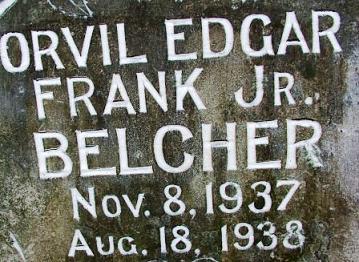 ORVIL EDGAR
FRANK JR.
BELCHER
NOV. 8, 1937
AUG. 18, 1938